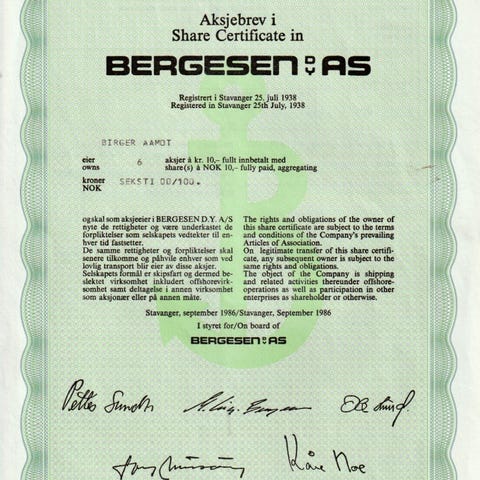 Aksjebrev i
Share Certificate in
BERGESEN D.Y. AS
Registrert i Stavanger 25. juli 1938
Registered in Stavanger 25th July, 1938
BIRGER AAMOT
eier 6 aksjer à kr. 10,– fullt innbetalt med
owns share(s) à NOK 10,– fully paid, aggregating
kroner
NOK SEKSTI 00/100.
og skal som aksjeeier i BERGESEN D.Y. A/S
nyte de rettigheter og være underkastet de
forpliktelser som selskapets vedtekter til en-
hver tid fastsetter.
De samme rettigheter og forpliktelser skal
senere tilkomme og påhvile enhver som ved
lovlig transport blir eier av disse aksjer.
Selskapets formål er skipsfart og dermed be-
slektet virksomhet inkludert offshorevirk-
somhet samt deltagelse i annen virksomhet
som aksjonær eller på annen måte.
The rights and obligations of the owner of
this share certificate are subject to the terms
and conditions of the Company's prevailing
Articles of Association.
On legitimate transfer of this share certifi-
cate, any subsequent owner is subject to the
same rights and obligations.
The object of the Company is shipping
and related activities thereunder offshore-
operations as well as participation in other
enterprises as shareholder or otherwise.
Stavanger, september 1986/Stavanger, September 1986
I styret for/On board of
BERGESEN D.Y. AS
Petter Sundt
Kåre Moe